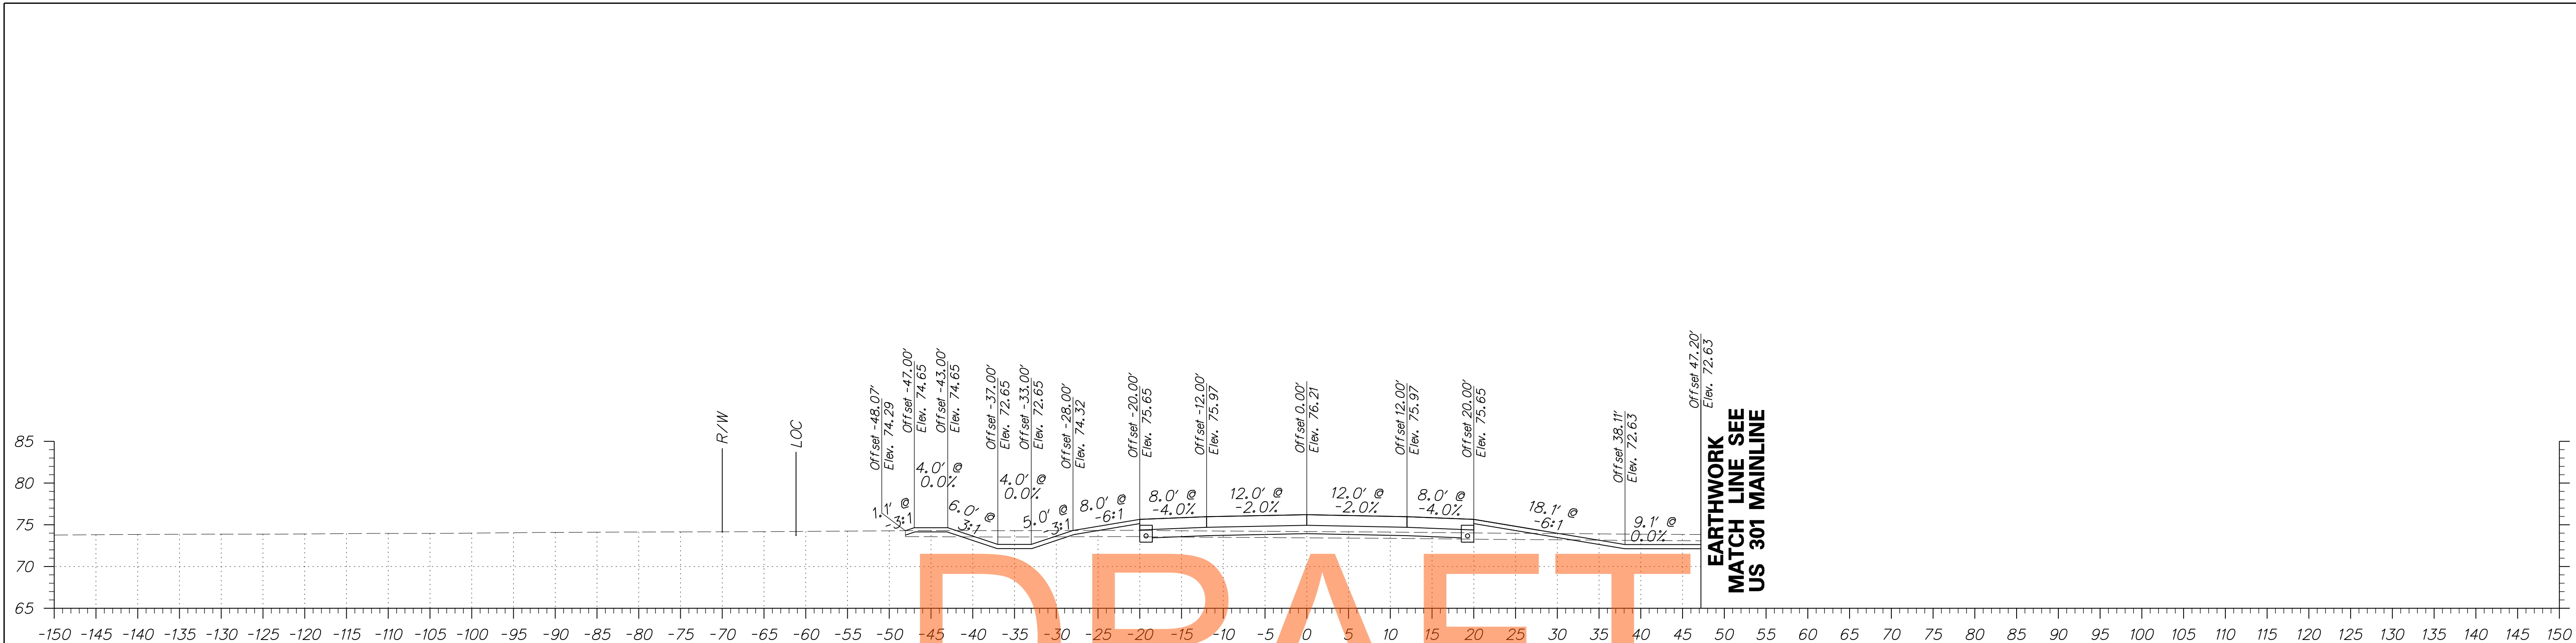 R/W
LOC
Offset -48.07'
Elev. 74.29
Offset -47.00'
Elev. 74.65
Offset -43.00'
Elev. 74.65
Offset -37.00'
Elev. 72.65
Offset -33.00'
Elev. 72.65
Offset -28.00'
Elev. 74.32
Offset -20.00'
Elev. 75.65
Offset -12.00'
Elev. 75.97
Offset 0.00'
Elev. 76.21
Offset 12.00'
Elev. 75.97
Offset 20.00'
Elev. 75.65
Offset 38.11'
Elev. 72.63
Offset 47.20'
Elev. 72.63
1.1' @
-3:1
4.0' @
0.0%
6.0' @
3:1
4.0' @
0.0%
5.0' @
-3:1
8.0' @
-6:1
8.0' @
-4.0%
12.0' @
-2.0%
12.0' @
-2.0%
8.0' @
-4.0%
18.1' @
-6:1
9.1' @
0.0%
EARTHWORK
MATCH LINE SEE
US 301 MAINLINE
85
80
75
70
65
DRAFT
-150 -145 -140 -135 -130 -125 -120 -115 -110 -105 -100 -95 -90 -85 -80 -75 -70 -65 -60 -55 -50 -45 -40 -35 -30 -25 -20 -15 -10 -5 0 5 10 15 20 25 30 35 40 45 50 55 60 65 70 75 80 85 90 95 100 105 110 115 120 125 130 135 140 145 150